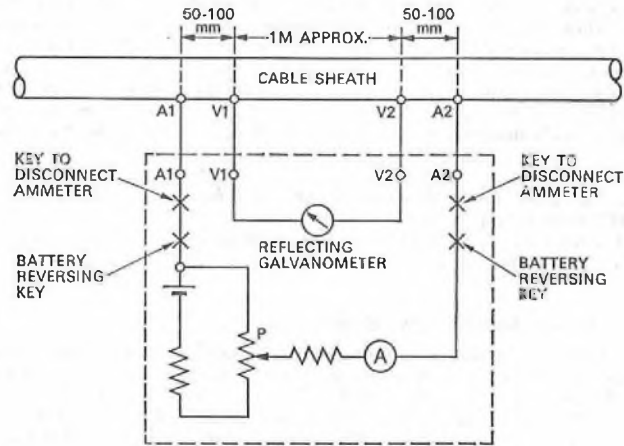 50-100
mm
1M APPROX.
50-100
mm
CABLE SHEATH
A1
V1
V2
A2
KEY TO
DISCONNECT
AMMETER
A1
V1
V2
A2
KEY TO
DISCONNECT
AMMETER
REFLECTING
GALVANOMETER
BATTERY
REVERSING
KEY
BATTERY
REVERSING
KEY
P
A